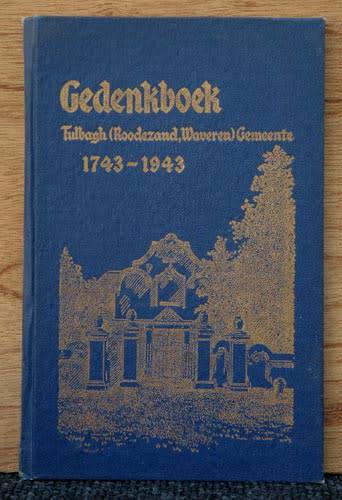 Gedenkboek
Tulbagh (Roodezand, Waveren) Gemeente
1743-1943